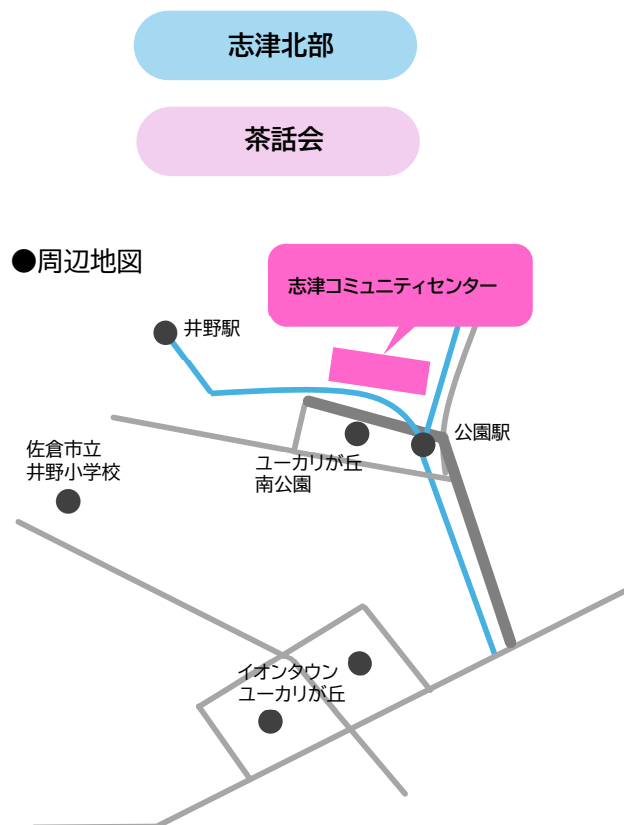 志津北部
茶話会
●周辺地図
志津コミュニティセンター
井野駅
公園駅
佐倉市立
井野小学校
ユーカリが丘
南公園
イオンタウン
ユーカリが丘